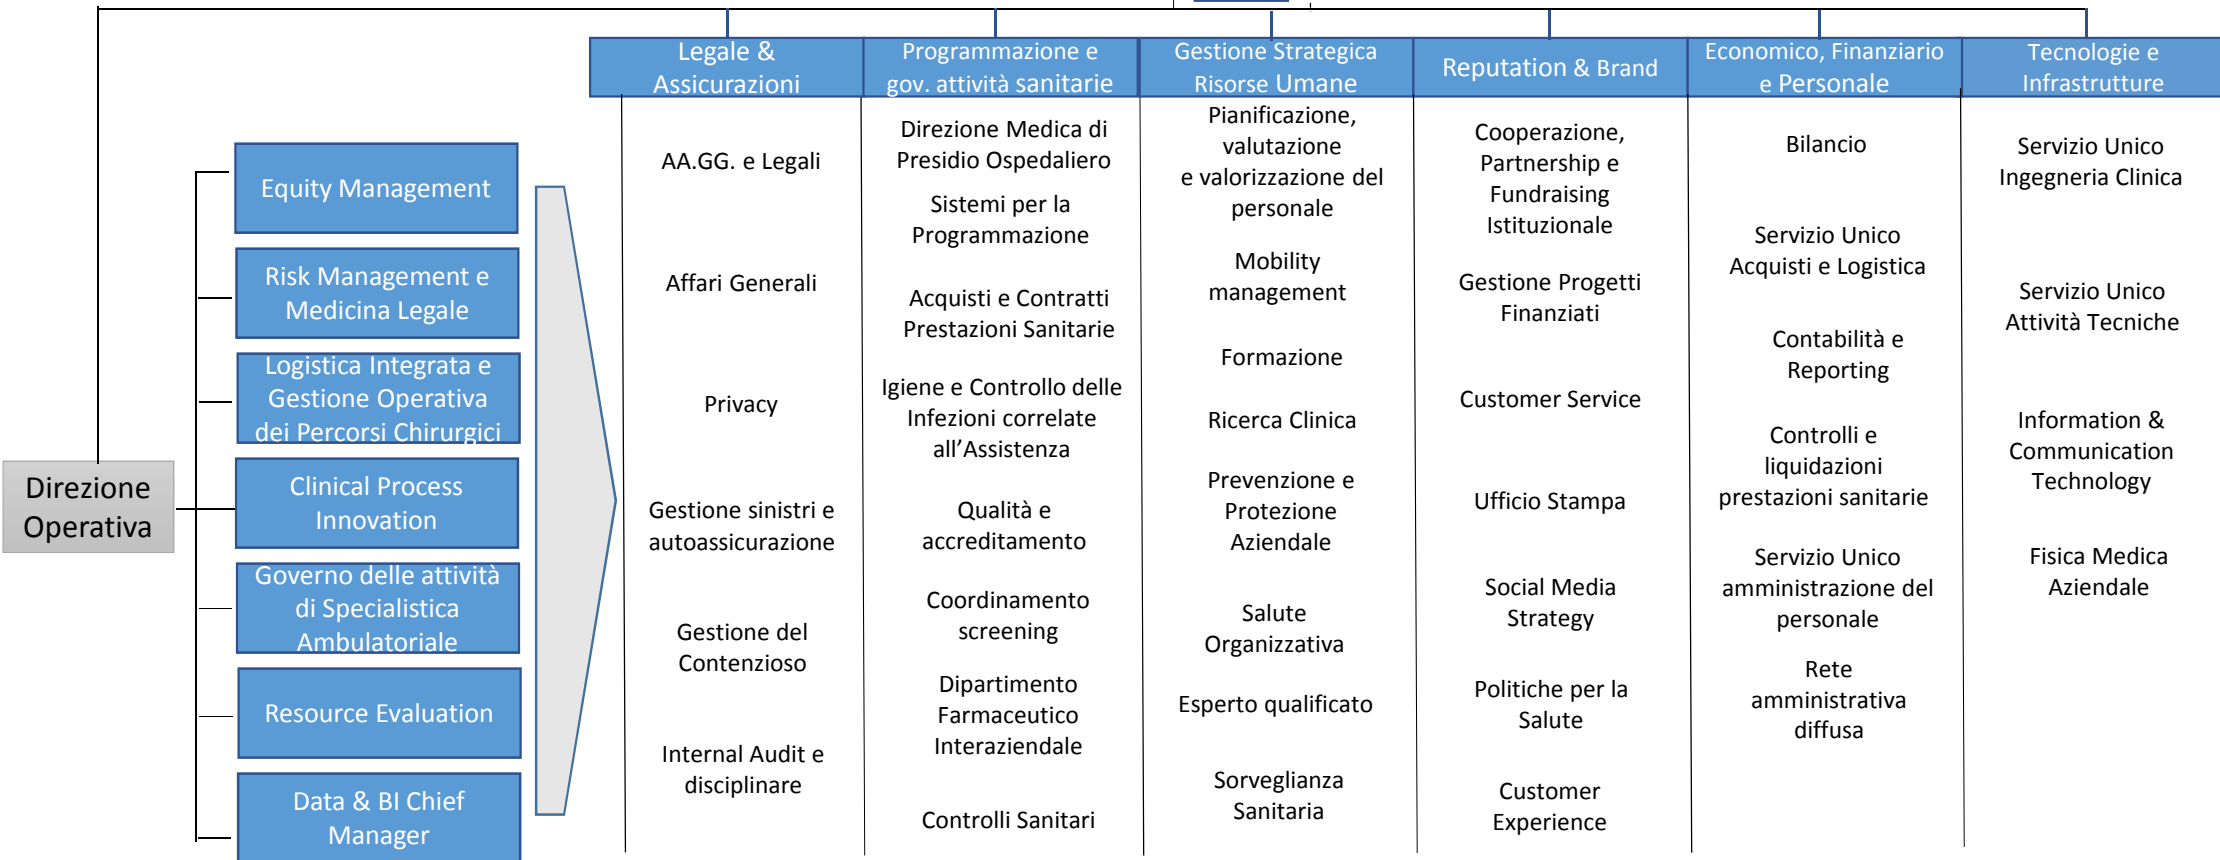 Legale &
Assicurazioni
Programmazione e
gov. attività sanitarie
Gestione Strategica
Risorse Umane
Reputation & Brand
Economico, Finanziario
e Personale
Tecnologie e
Infrastrutture
Direzione
Operativa
Equity Management
Risk Management e
Medicina Legale
Logistica Integrata e
Gestione Operativa
dei Percorsi Chirurgici
Clinical Process
Innovation
Governo delle attività
di Specialistica
Ambulatoriale
Resource Evaluation
Data & BI Chief
Manager
AA.GG. e Legali
Affari Generali
Privacy
Gestione sinistri e
autoassicurazione
Gestione del
Contenzioso
Internal Audit e
disciplinare
Direzione Medica di
Presidio Ospedaliero
Sistemi per la
Programmazione
Acquisti e Contratti
Prestazioni Sanitarie
Igiene e Controllo delle
Infezioni correlate
all’Assistenza
Qualità e
accreditamento
Coordinamento
screening
Dipartimento
Farmaceutico
Interaziendale
Controlli Sanitari
Pianificazione,
valutazione
e valorizzazione del
personale
Mobility
management
Formazione
Ricerca Clinica
Prevenzione e
Protezione
Aziendale
Salute
Organizzativa
Esperto qualificato
Sorveglianza
Sanitaria
Cooperazione,
Partnership e
Fundraising
Istituzionale
Gestione Progetti
Finanziati
Customer Service
Ufficio Stampa
Social Media
Strategy
Politiche per la
Salute
Customer
Experience
Bilancio
Servizio Unico
Acquisti e Logistica
Contabilità e
Reporting
Controlli e
liquidazioni
prestazioni sanitarie
Servizio Unico
amministrazione del
personale
Rete
amministrativa
diffusa
Servizio Unico
Ingegneria Clinica
Servizio Unico
Attività Tecniche
Information &
Communication
Technology
Fisica Medica
Aziendale